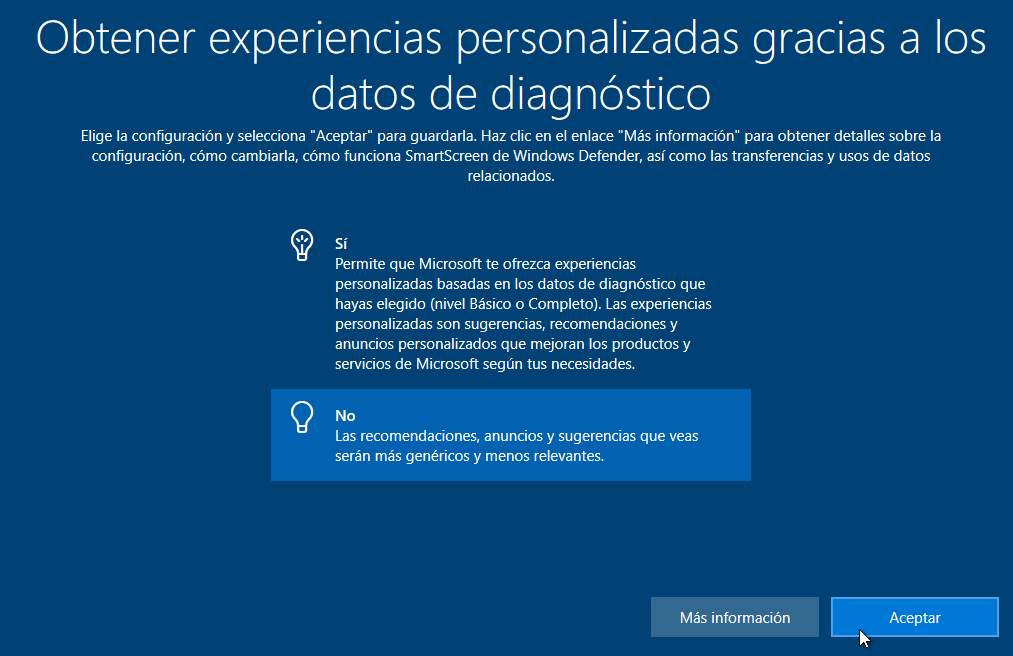 Obtener experiencias personalizadas gracias a los
datos de diagnóstico
Elige la configuración y selecciona "Aceptar" para guardarla. Haz clic en el enlace "Más información" para obtener detalles sobre la
configuración, cómo cambiarla, cómo funciona SmartScreen de Windows Defender, así como las transferencias y usos de datos
relacionados.
Sí
Permite que Microsoft te ofrezca experiencias
personalizadas basadas en los datos de diagnóstico que
hayas elegido (nivel Básico o Completo). Las experiencias
personalizadas son sugerencias, recomendaciones y
anuncios personalizados que mejoran los productos y
servicios de Microsoft según tus necesidades.
No
Las recomendaciones, anuncios y sugerencias que veas
serán más genéricos y menos relevantes.
Más información
Aceptar